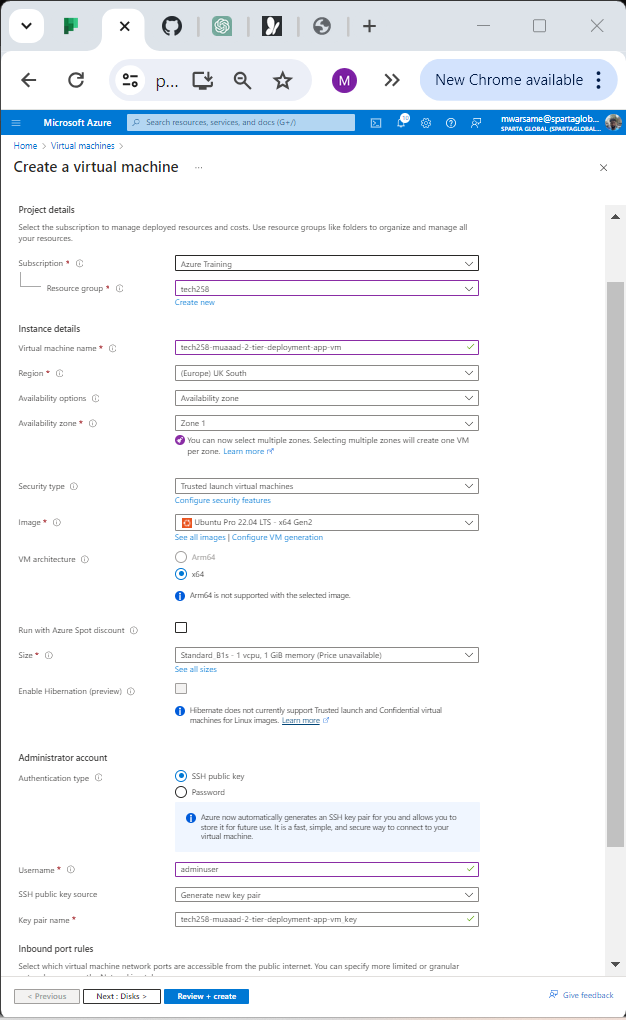 p...
M
New Chrome available
Microsoft Azure
Search resources, services, and docs (G+/)
mwarsame@spartaglob...
SPARTA GLOBAL (SPARTAGLOBAL....
Home > Virtual machines >
Create a virtual machine ...
Project details
Select the subscription to manage deployed resources and costs. Use resource groups like folders to organize and manage all
your resources.
Subscription *
Azure Training
Resource group *
tech258
Create new
Instance details
Virtual machine name *
tech258-muaaad-2-tier-deployment-app-vm
Region *
(Europe) UK South
Availability options
Availability zone
Availability zone *
Zone 1
You can now select multiple zones. Selecting multiple zones will create one VM
per zone. Learn more
Security type
Trusted launch virtual machines
Configure security features
Image *
Ubuntu Pro 22.04 LTS - x64 Gen2
See all images | Configure VM generation
VM architecture
Arm64
x64
Arm64 is not supported with the selected image.
Run with Azure Spot discount
Size *
Standard_B1s - 1 vcpu, 1 GiB memory (Price unavailable)
See all sizes
Enable Hibernation (preview)
Hibernate does not currently support Trusted launch and Confidential virtual
machines for Linux images. Learn more
Administrator account
Authentication type
SSH public key
Password
Azure now automatically generates an SSH key pair for you and allows you to
store it for future use. It is a fast, simple, and secure way to connect to your
virtual machine.
Username *
adminuser
SSH public key source
Generate new key pair
Key pair name *
tech258-muaaad-2-tier-deployment-app-vm_key
Inbound port rules
Select which virtual machine network ports are accessible from the public internet. You can specify more limited or granular
< Previous
Next : Disks >
Review + create
Give feedback